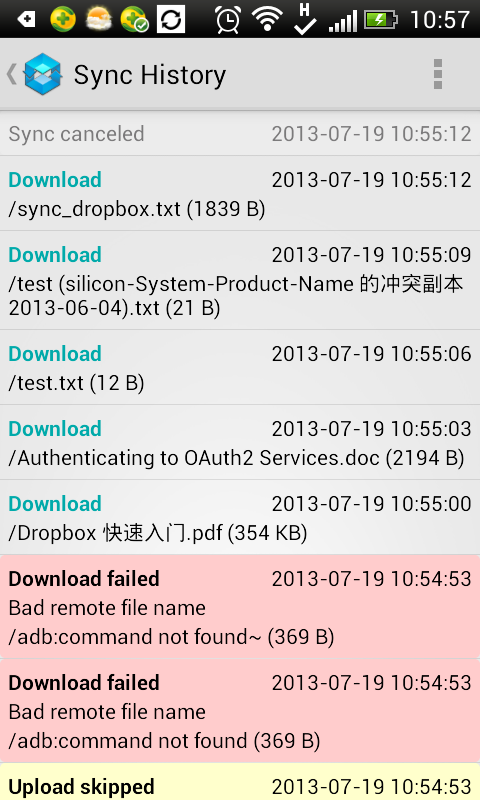 H
10:57
Sync History
Sync canceled 2013-07-19 10:55:12
Download 2013-07-19 10:55:12
/sync_dropbox.txt (1839 B)
Download 2013-07-19 10:55:09
/test (silicon-System-Product-Name 的冲突副本
2013-06-04).txt (21 B)
Download 2013-07-19 10:55:06
/test.txt (12 B)
Download 2013-07-19 10:55:03
/Authenticating to OAuth2 Services.doc (2194 B)
Download 2013-07-19 10:55:00
/Dropbox 快速入门.pdf (354 KB)
Download failed 2013-07-19 10:54:53
Bad remote file name
/adb:command not found~ (369 B)
Download failed 2013-07-19 10:54:53
Bad remote file name
/adb:command not found (369 B)
Upload skipped 2013-07-19 10:54:53